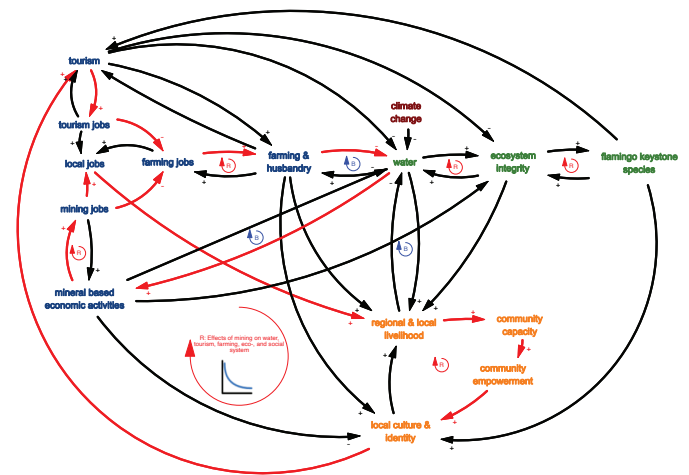 tourism
climate
change
tourism jobs
local jobs
farming jobs
R
farming &
husbandry
B
water
R
ecosystem
integrity
R
flamingo keystone
species
mining jobs
R
B
B
mineral based
economic activities
regional & local
livelihood
community
capacity
R: Effects of mining on water,
tourism, farming, eco-, and social
system
R
community
empowerment
local culture &
identity